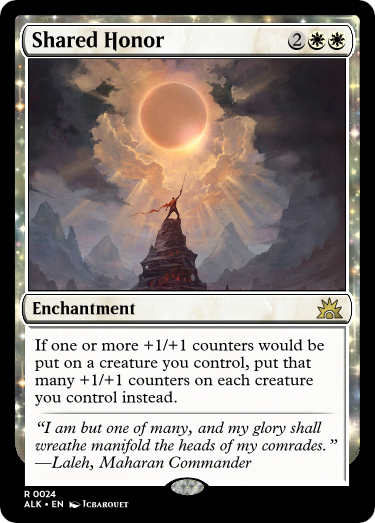 Shared Honor 2
Enchantment
If one or more +1/+1 counters would be
put on a creature you control, put that
many +1/+1 counters on each creature
you control instead.
“I am but one of many, and my glory shall
wreathe manifold the heads of my comrades.”
—Laleh, Maharan Commander
R 0024
ALK • EN JCBAROUET